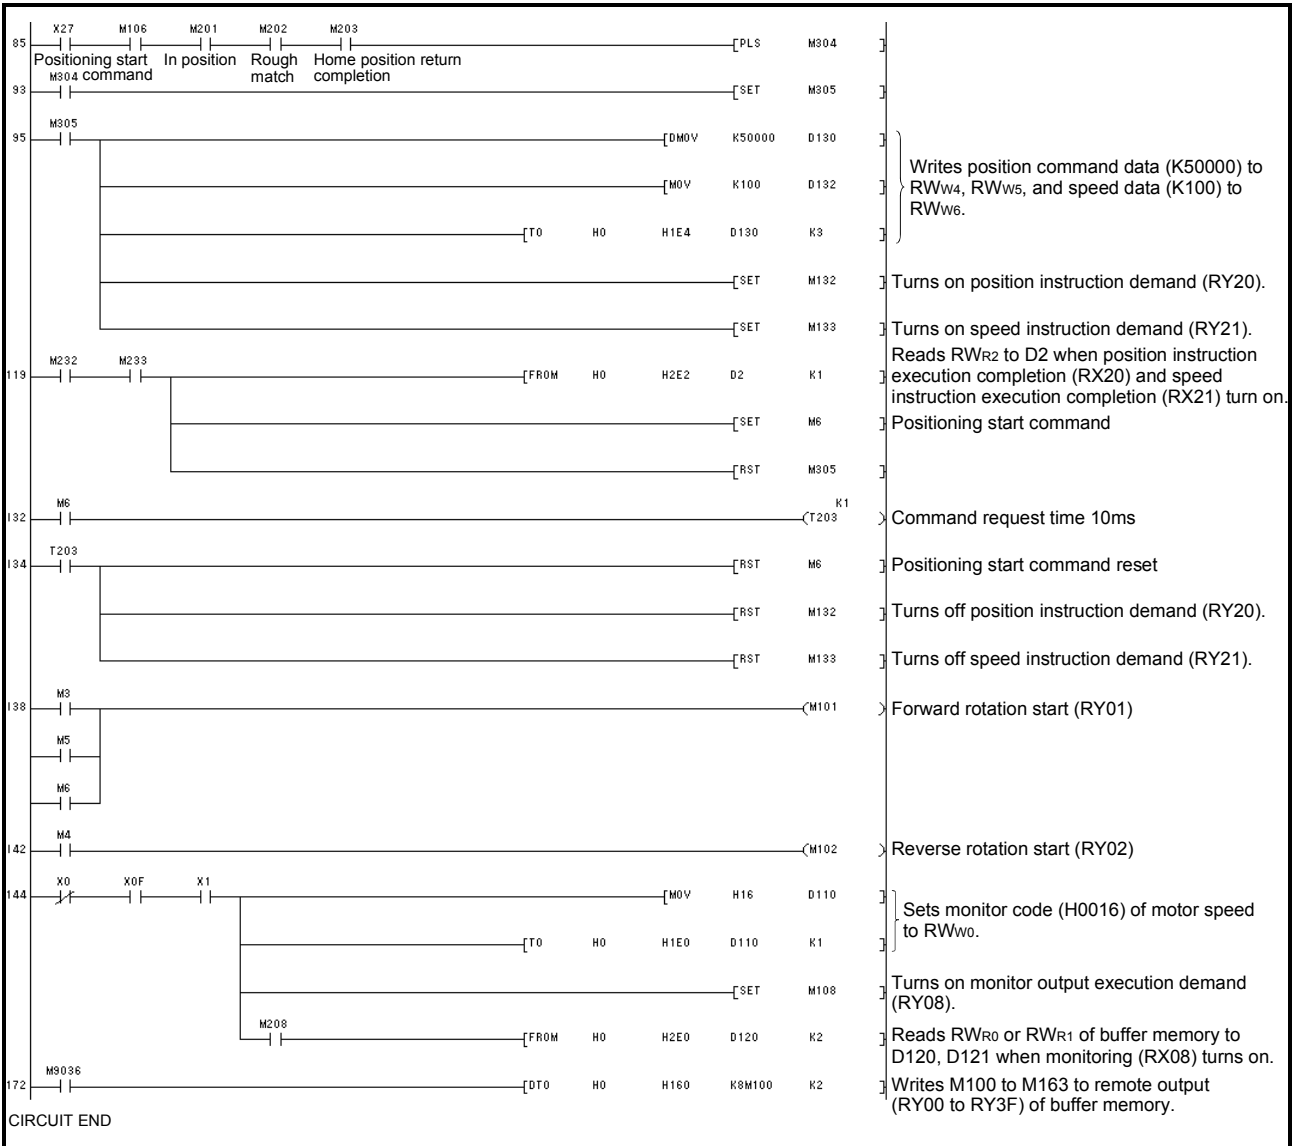 X27 M106 M201 M202 M203
85 [PLS M304 ]
Positioning start command In position Rough match Home position return completion
M304
93 [SET M305 ]
M305
95 [DMOV K50000 D130 ]
[MOV K100 D132 ]
[TO H0 H1E4 D130 K3 ]
Writes position command data (K50000) to
RWW4, RWW5, and speed data (K100) to
RWW6.
[SET M132 ] Turns on position instruction demand (RY20).
[SET M133 ] Turns on speed instruction demand (RY21).
M232 M233
119 [FROM H0 H2E2 D2 K1 ]
Reads RWR2 to D2 when position instruction
execution completion (RX20) and speed
instruction execution completion (RX21) turn on.
[SET M6 ] Positioning start command
[RST M305 ]
M6 K1
132 (T203 ) Command request time 10ms
T203
134 [RST M6 ] Positioning start command reset
[RST M132 ] Turns off position instruction demand (RY20).
[RST M133 ] Turns off speed instruction demand (RY21).
M3
138 (M101 ) Forward rotation start (RY01)
M5
M6
M4
142 (M102 ) Reverse rotation start (RY02)
X0 X0F X1
144 [MOV H16 D110 ]
[TO H0 H1E0 D110 K1 ]
Sets monitor code (H0016) of motor speed
to RWW0.
[SET M108 ] Turns on monitor output execution demand
(RY08).
M208
[FROM H0 H2E0 D120 K2 ] Reads RWR0 or RWR1 of buffer memory to
D120, D121 when monitoring (RX08) turns on.
M9036
172 [DTO H0 H160 K8M100 K2 ] Writes M100 to M163 to remote output
(RY00 to RY3F) of buffer memory.
CIRCUIT END